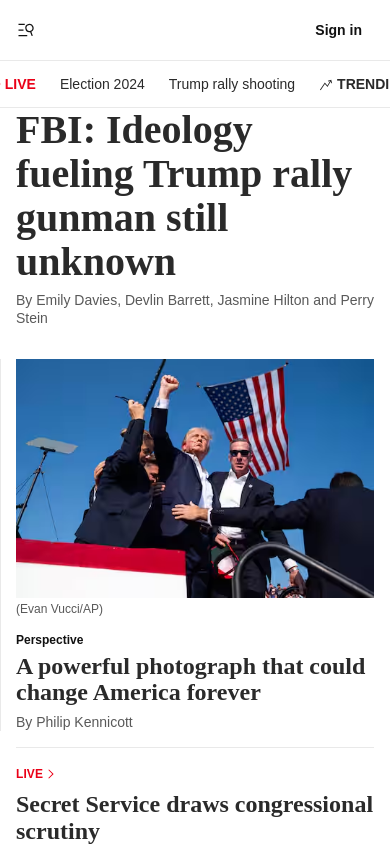 Sign in
LIVE Election 2024 Trump rally shooting TRENDI
FBI: Ideology
fueling Trump rally
gunman still
unknown
By Emily Davies, Devlin Barrett, Jasmine Hilton and Perry
Stein
(Evan Vucci/AP)
Perspective
A powerful photograph that could
change America forever
By Philip Kennicott
LIVE
Secret Service draws congressional
scrutiny